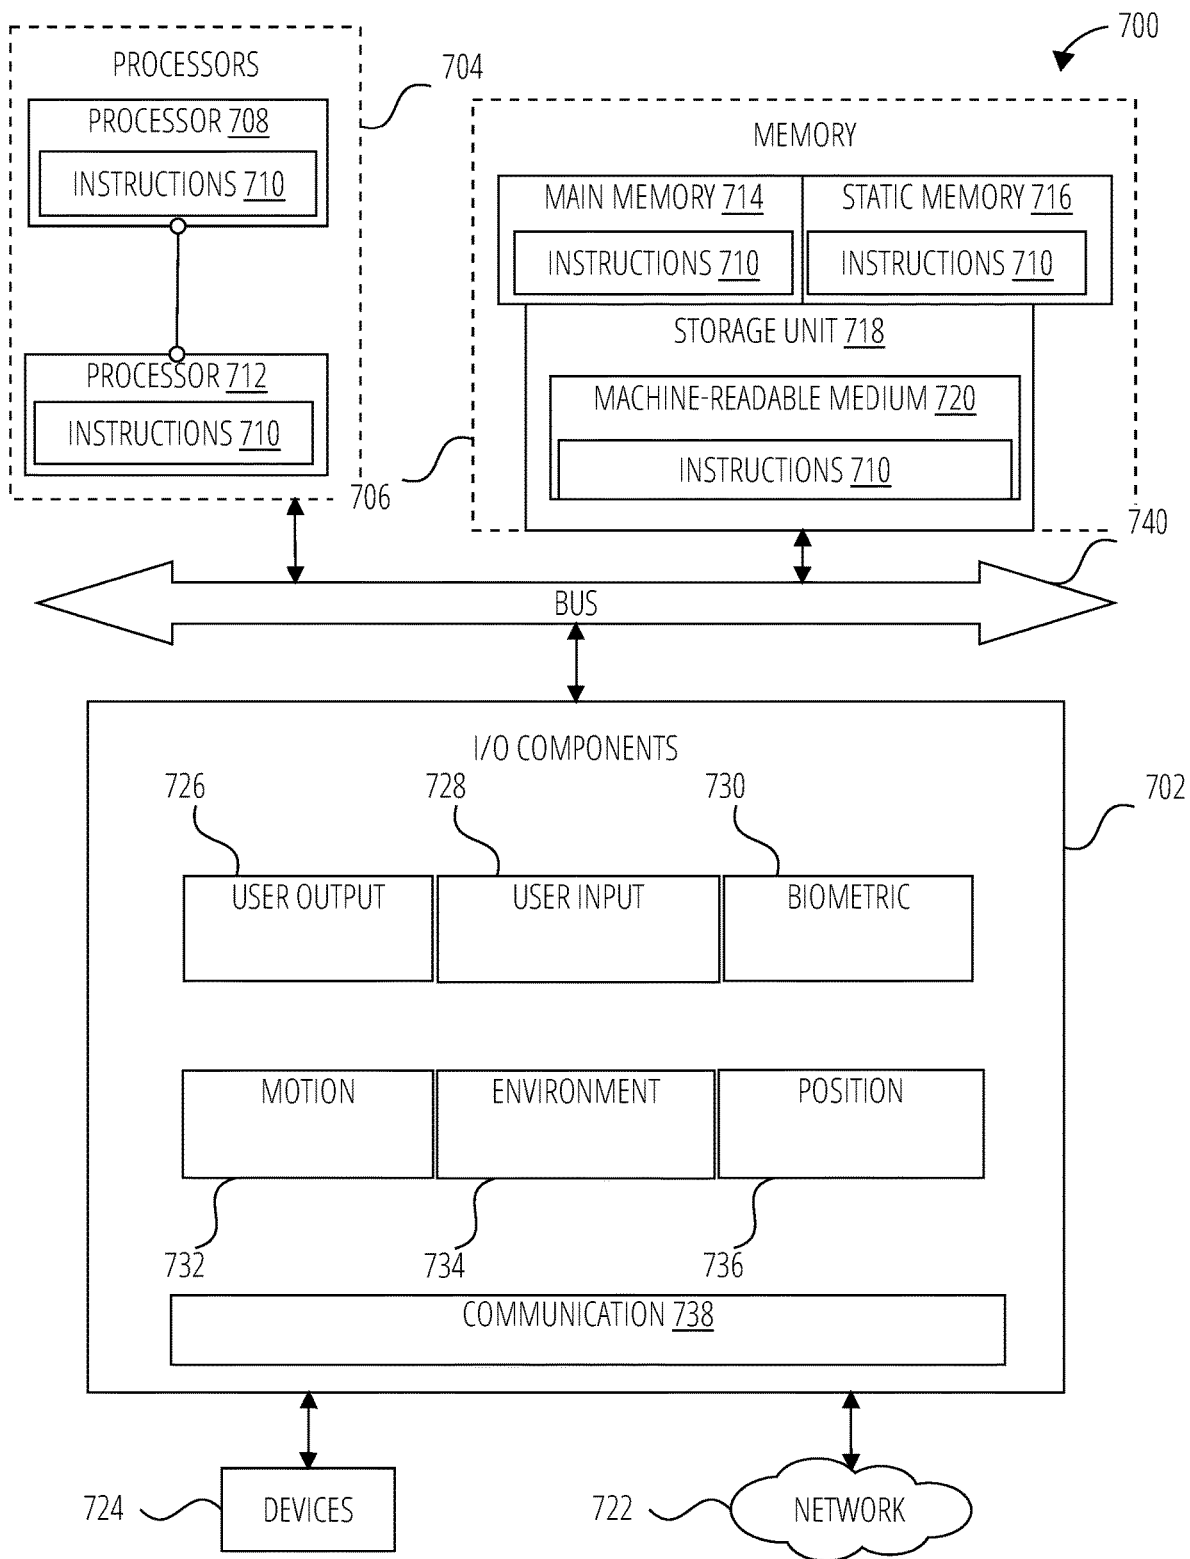 700
PROCESSORS
704
PROCESSOR 708
INSTRUCTIONS 710
PROCESSOR 712
INSTRUCTIONS 710
MEMORY
MAIN MEMORY 714
INSTRUCTIONS 710
STATIC MEMORY 716
INSTRUCTIONS 710
STORAGE UNIT 718
MACHINE-READABLE MEDIUM 720
INSTRUCTIONS 710
706
740
BUS
I/O COMPONENTS
702
726
728
730
USER OUTPUT
USER INPUT
BIOMETRIC
MOTION
ENVIRONMENT
POSITION
732
734
736
COMMUNICATION 738
724
DEVICES
722
NETWORK